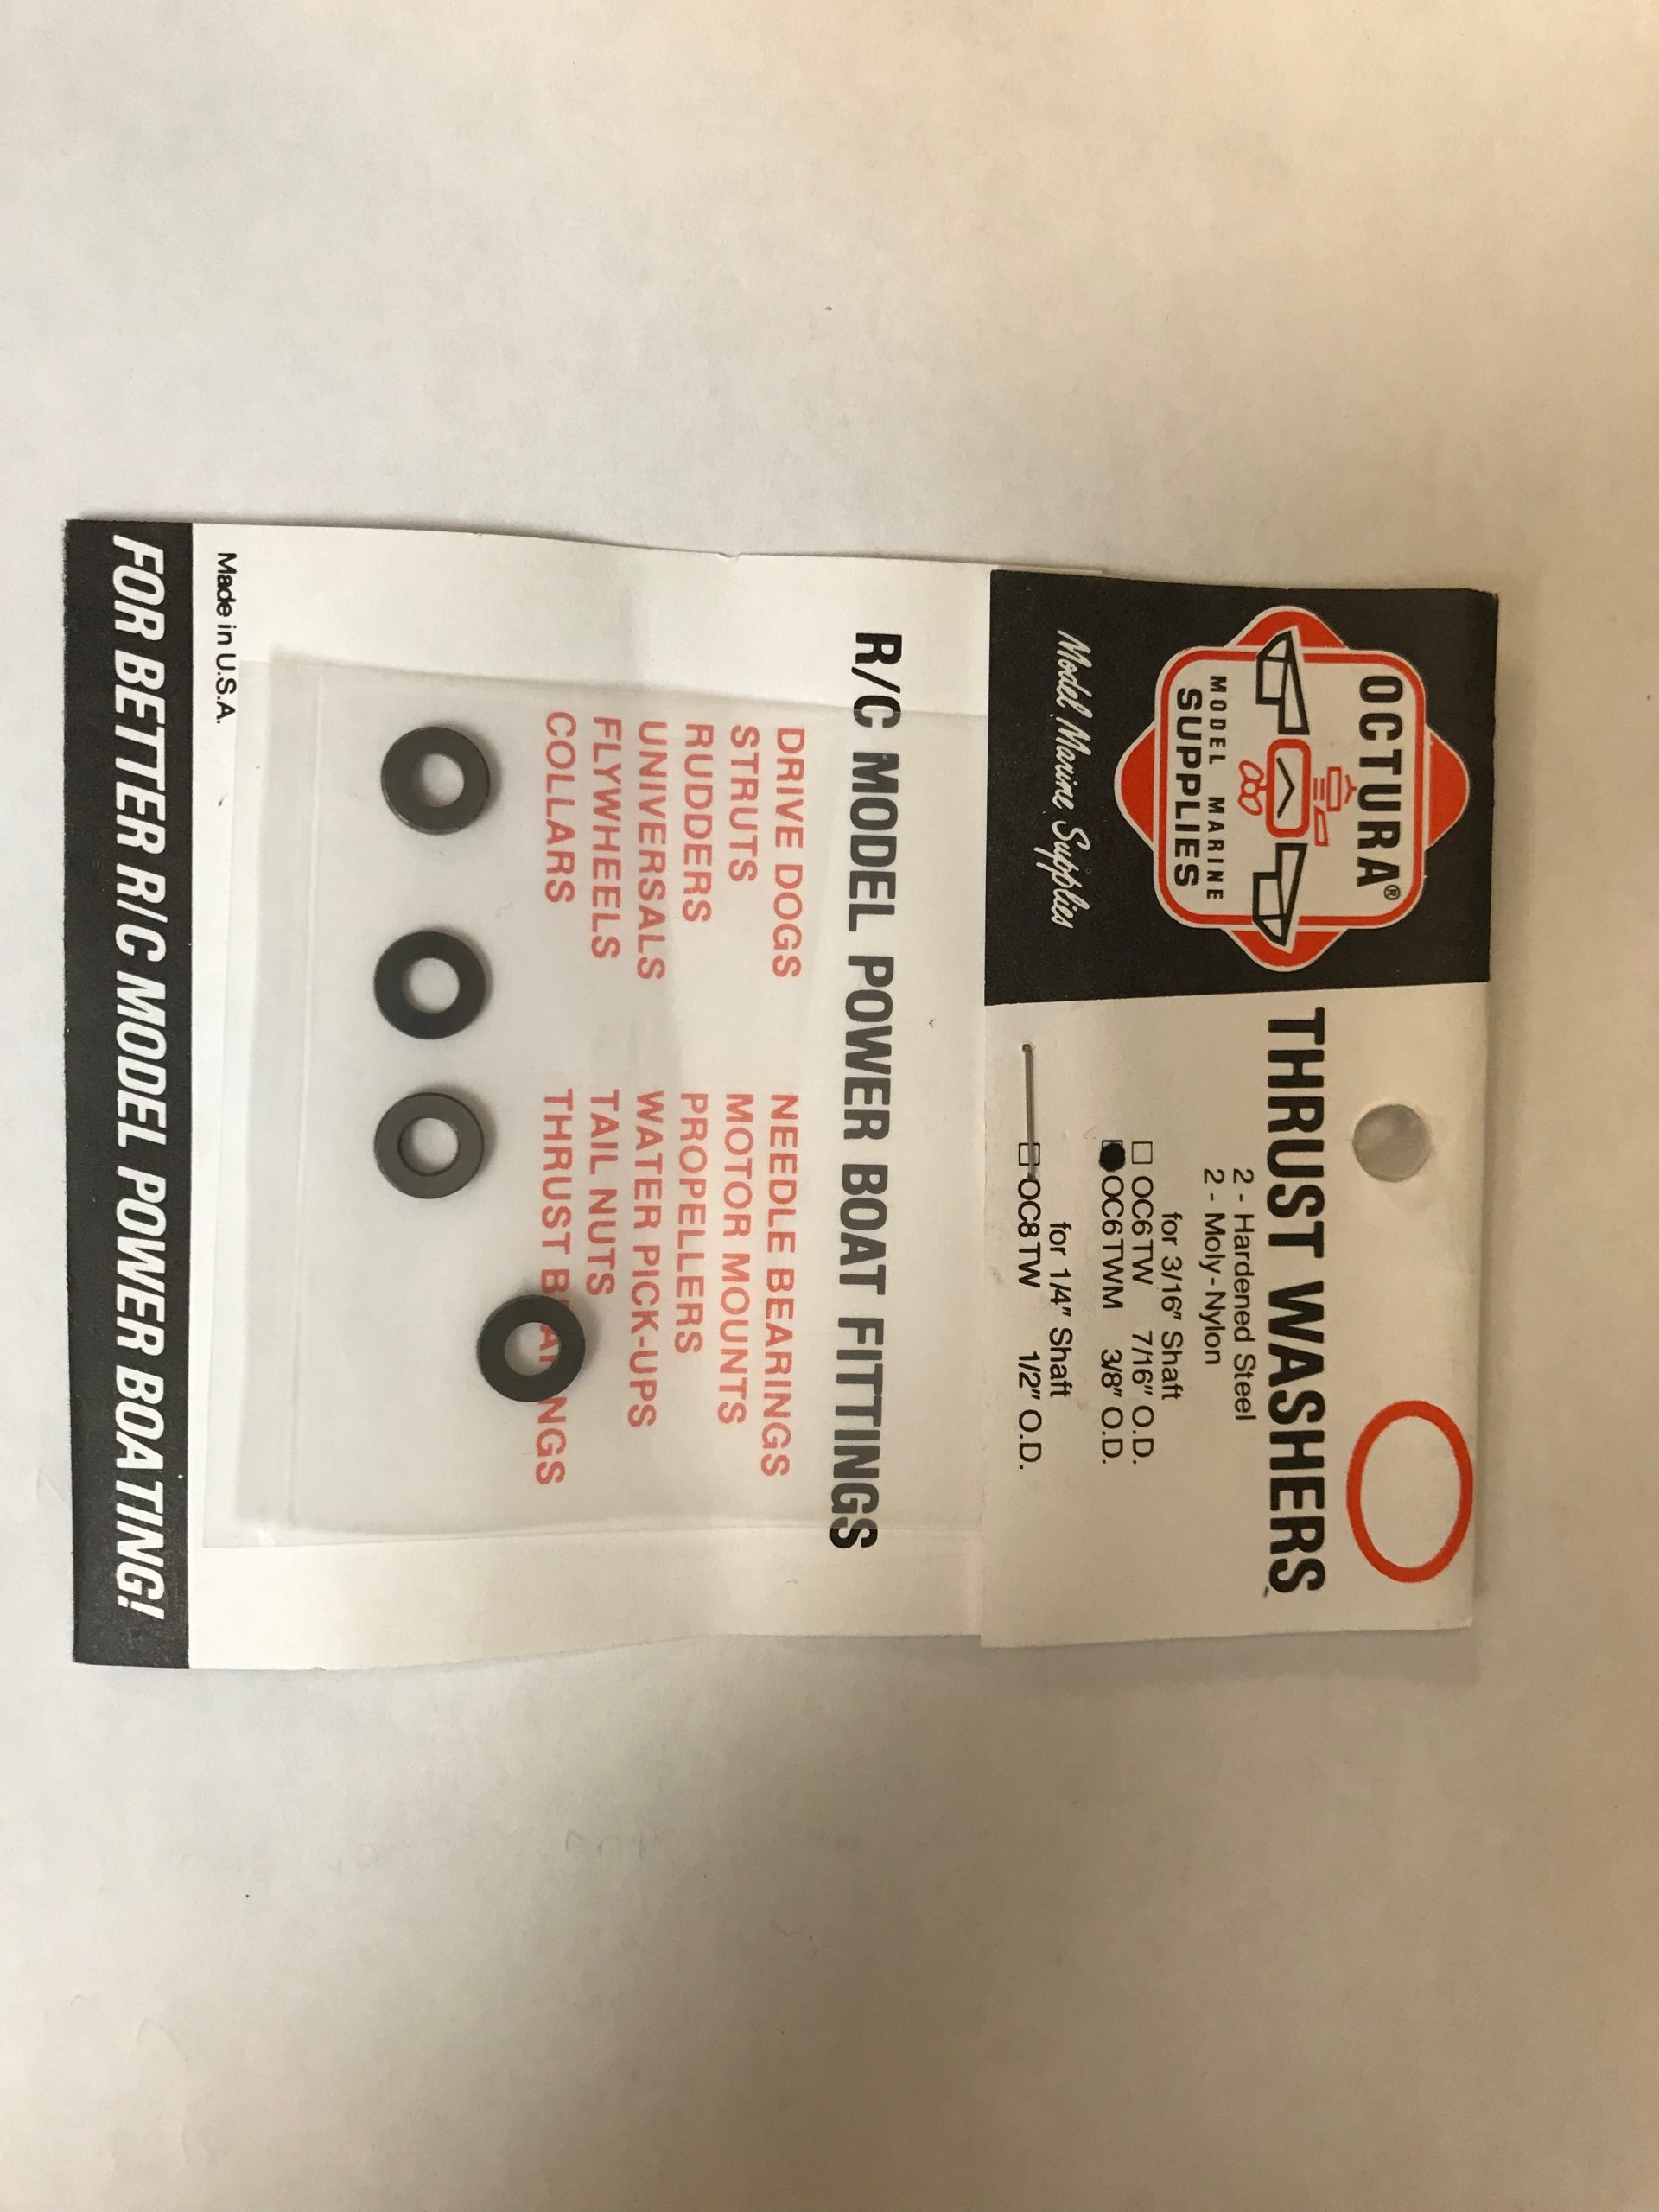 OCTURA®
MODEL MARINE
SUPPLIES
Model Marine Supplies
THRUST WASHERS
2 - Hardened Steel
2 - Moly-Nylon
for 3/16" Shaft
OC6TW 7/16" O.D.
OC6TWM 3/8" O.D.
for 1/4" Shaft
OC8TW 1/2" O.D.
R/C MODEL POWER BOAT FITTINGS
DRIVE DOGS
STRUTS
RUDDERS
UNIVERSALS
FLYWHEELS
COLLARS
NEEDLE BEARINGS
MOTOR MOUNTS
PROPELLERS
WATER PICK-UPS
TAIL NUTS
THRUST BEARINGS
Made in U.S.A.
FOR BETTER R/C MODEL POWER BOATING!